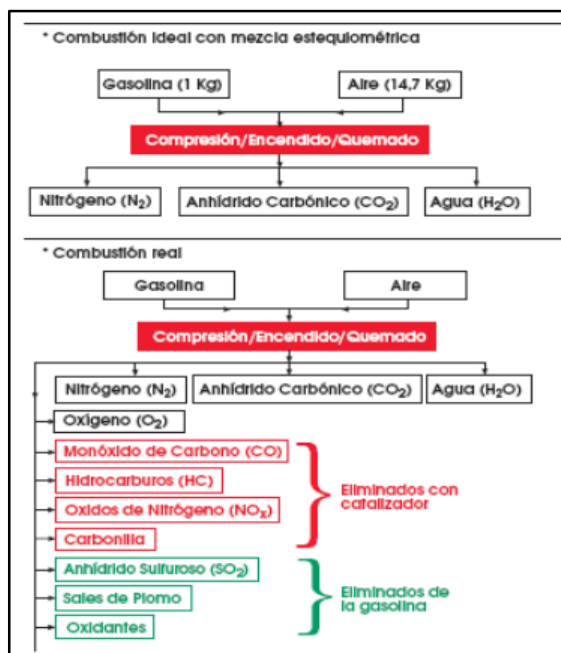 * Combustión ideal con mezcla estequiométrica
Gasolina (1 Kg)
Aire (14,7 Kg)
Compresión/Encendido/Quemado
Nitrógeno (N₂)
Anhídrido Carbónico (CO₂)
Agua (H₂O)
* Combustión real
Gasolina
Aire
Compresión/Encendido/Quemado
Nitrógeno (N₂)
Anhídrido Carbónico (CO₂)
Agua (H₂O)
Oxígeno (O₂)
Monóxido de Carbono (CO)
Hidrocarburos (HC)
Oxidos de Nitrógeno (NOₓ)
Carbonilla
Eliminados con
catalizador
Anhídrido Sulfuroso (SO₂)
Sales de Plomo
Oxidantes
Eliminados de
la gasolina